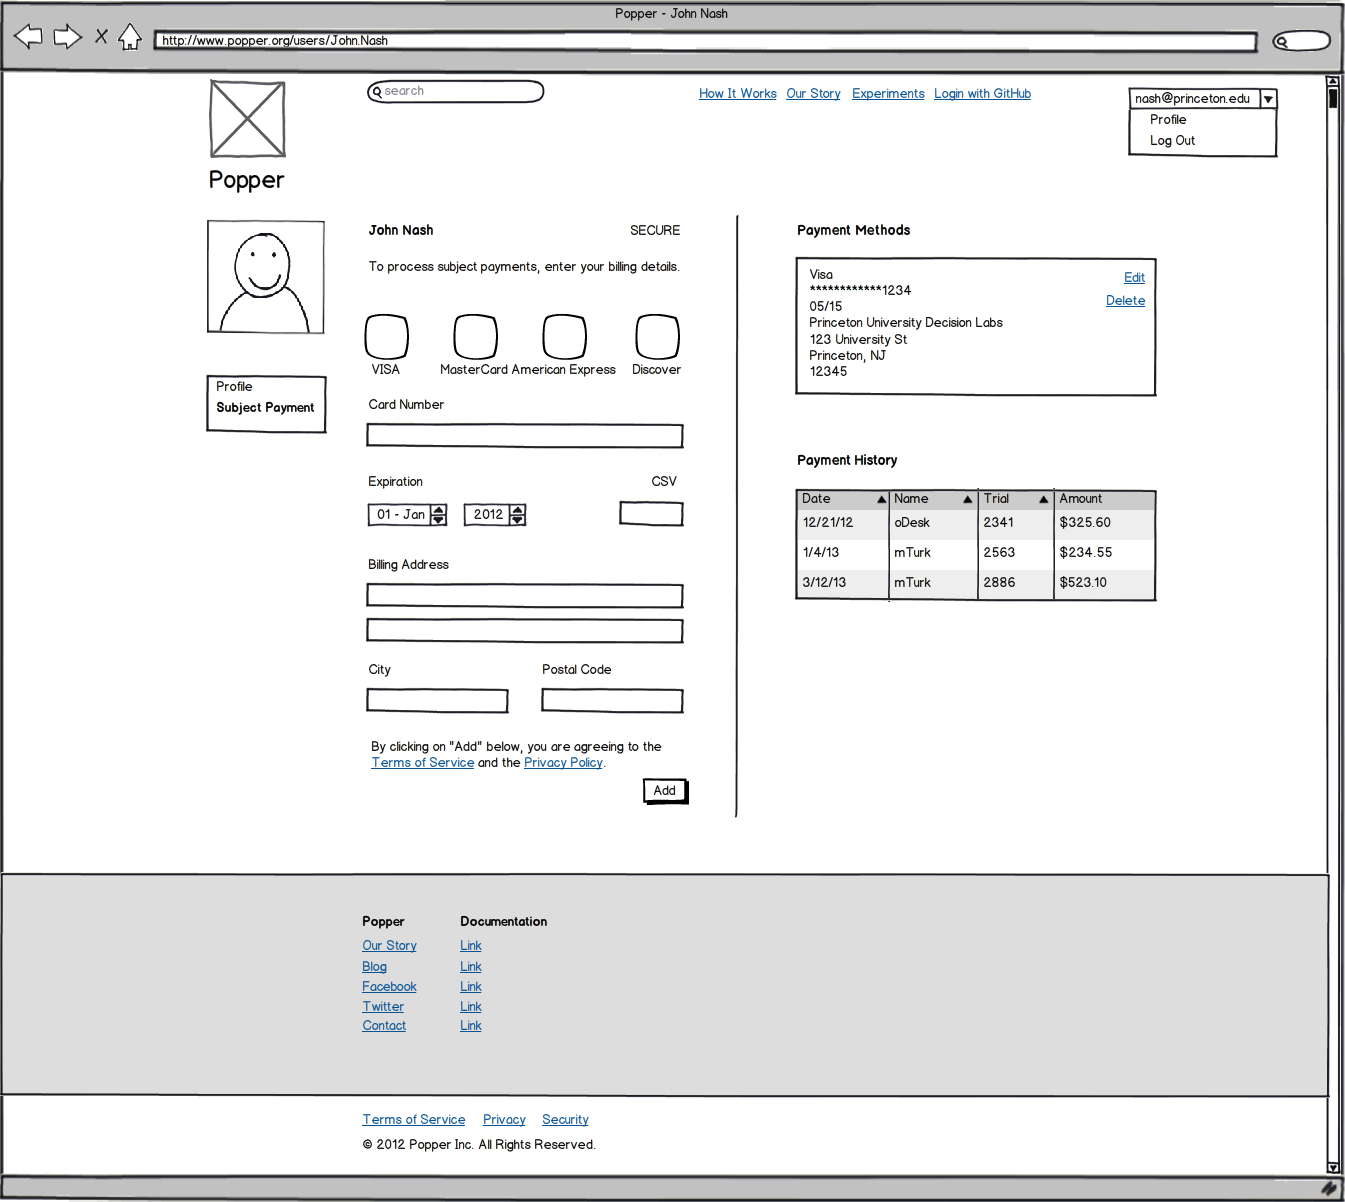 Popper - John Nash
http://www.popper.org/users/John.Nash
search
How It Works Our Story Experiments Login with GitHub
nash@princeton.edu
Profile
Log Out
Popper
Profile
Subject Payment
John Nash SECURE
To process subject payments, enter your billing details.
VISA MasterCard American Express Discover
Card Number
Expiration CSV
01 - Jan 2012
Billing Address
City Postal Code
By clicking on "Add" below, you are agreeing to the
Terms of Service and the Privacy Policy.
Add
Payment Methods
Visa
************1234
05/15
Princeton University Decision Labs
123 University St
Princeton, NJ
12345
Edit
Delete
Payment History
Date Name Trial Amount
12/21/12 oDesk 2341 $325.60
1/4/13 mTurk 2563 $234.55
3/12/13 mTurk 2886 $523.10
Popper
Our Story
Blog
Facebook
Twitter
Contact
Documentation
Link
Link
Link
Link
Link
Terms of Service Privacy Security
© 2012 Popper Inc. All Rights Reserved.